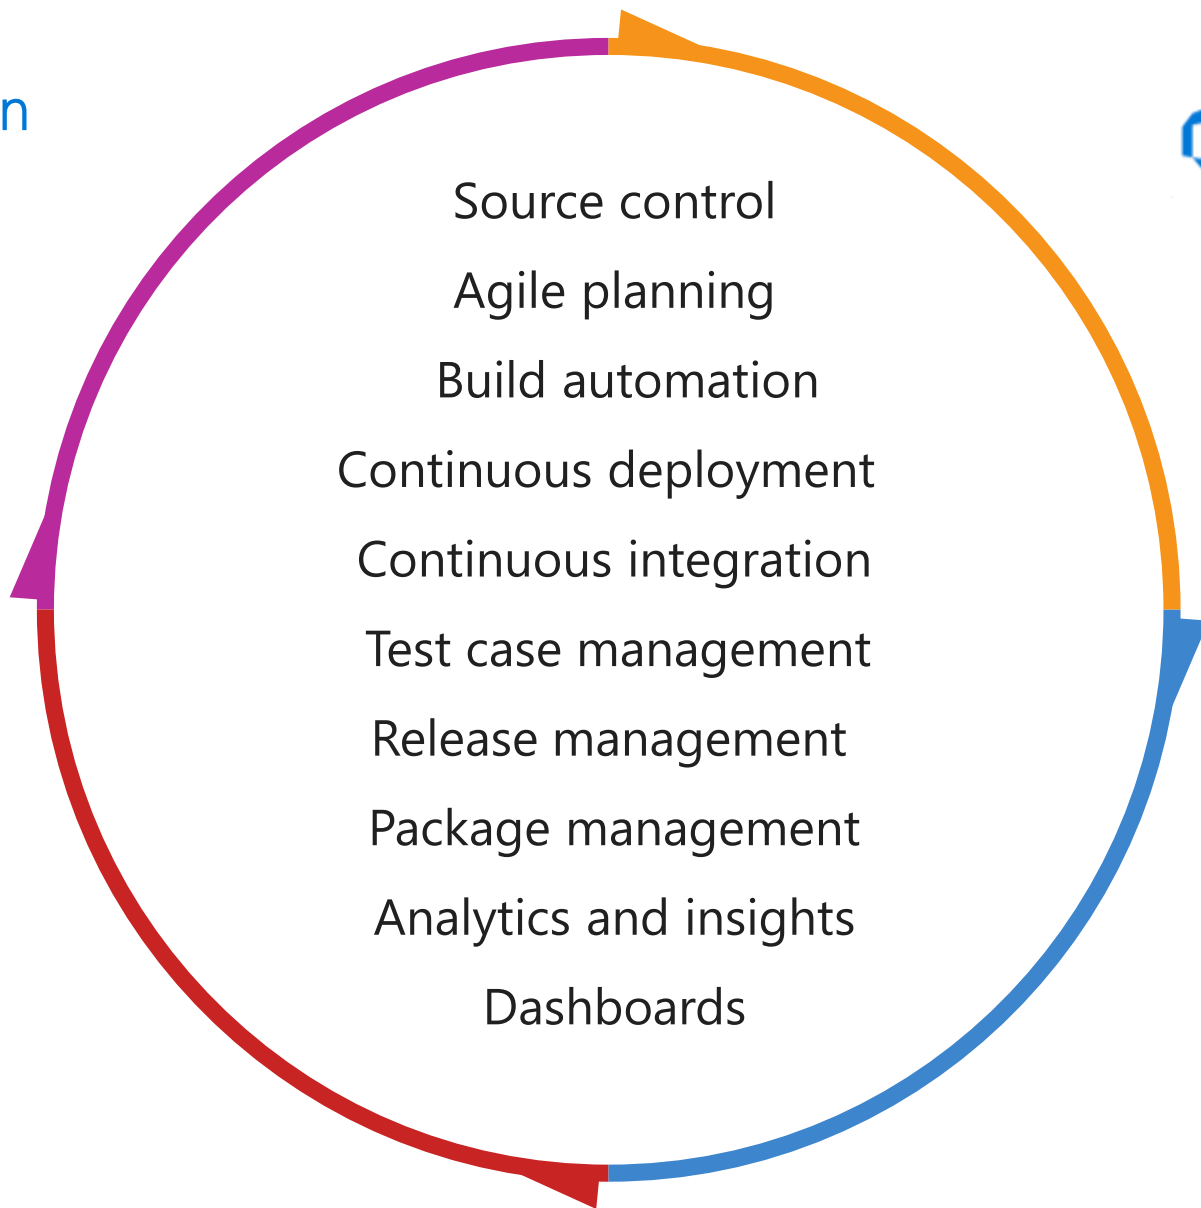 n
Source control
Agile planning
Build automation
Continuous deployment
Continuous integration
Test case management
Release management
Package management
Analytics and insights
Dashboards